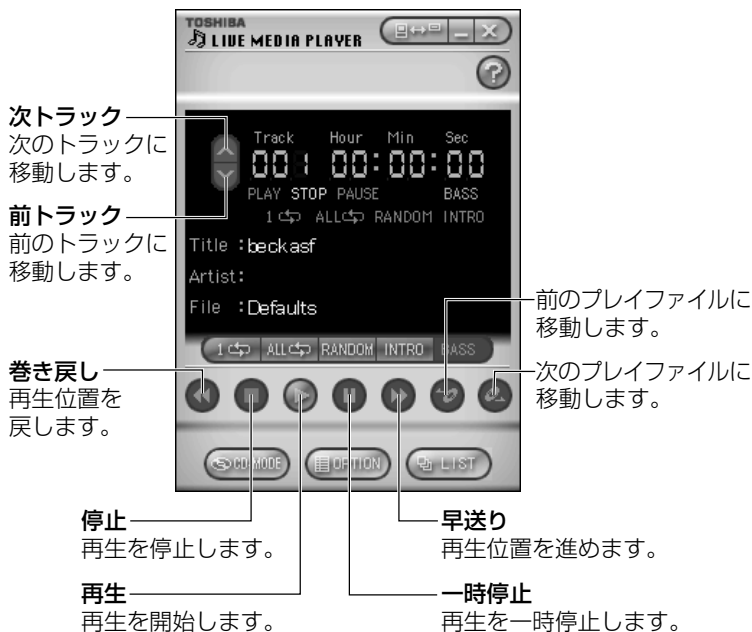 TOSHIBA
LIVE MEDIA PLAYER
?
次トラック
次のトラックに
移動します。
前トラック
前のトラックに
移動します。
Track Hour Min Sec
001 00:00:00
PLAY STOP PAUSE BASS
1 ALL RANDOM INTRO
Title :beckasf
Artist:
File :Defaults
1 ALL RANDOM INTRO BASS
前のプレイファイルに
移動します。
次のプレイファイルに
移動します。
巻き戻し
再生位置を
戻します。
CD-MODE OPTION LIST
停止
再生を停止します。
早送り
再生位置を進めます。
再生
再生を開始します。
一時停止
再生を一時停止します。